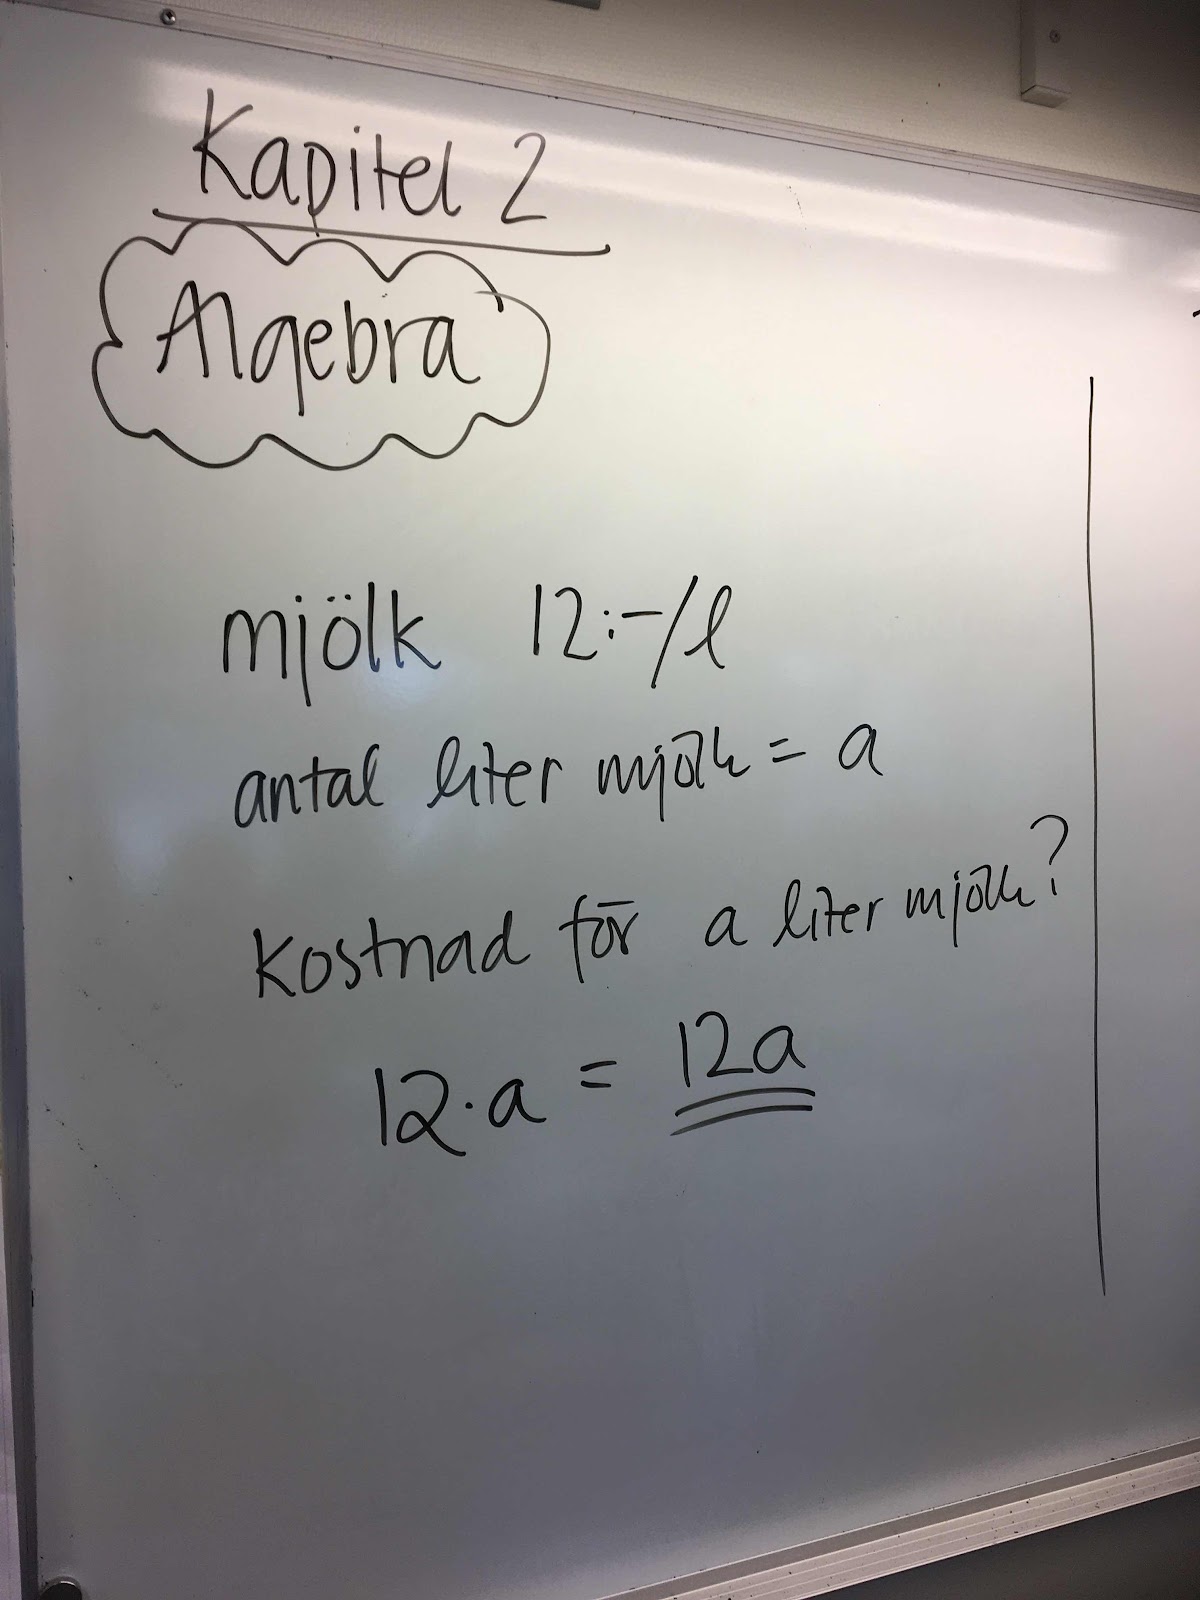 Kapitel 2
Algebra
mjölk 12:-/l
antal liter mjölk = a
kostnad för a liter mjölk?
12·a = 12a